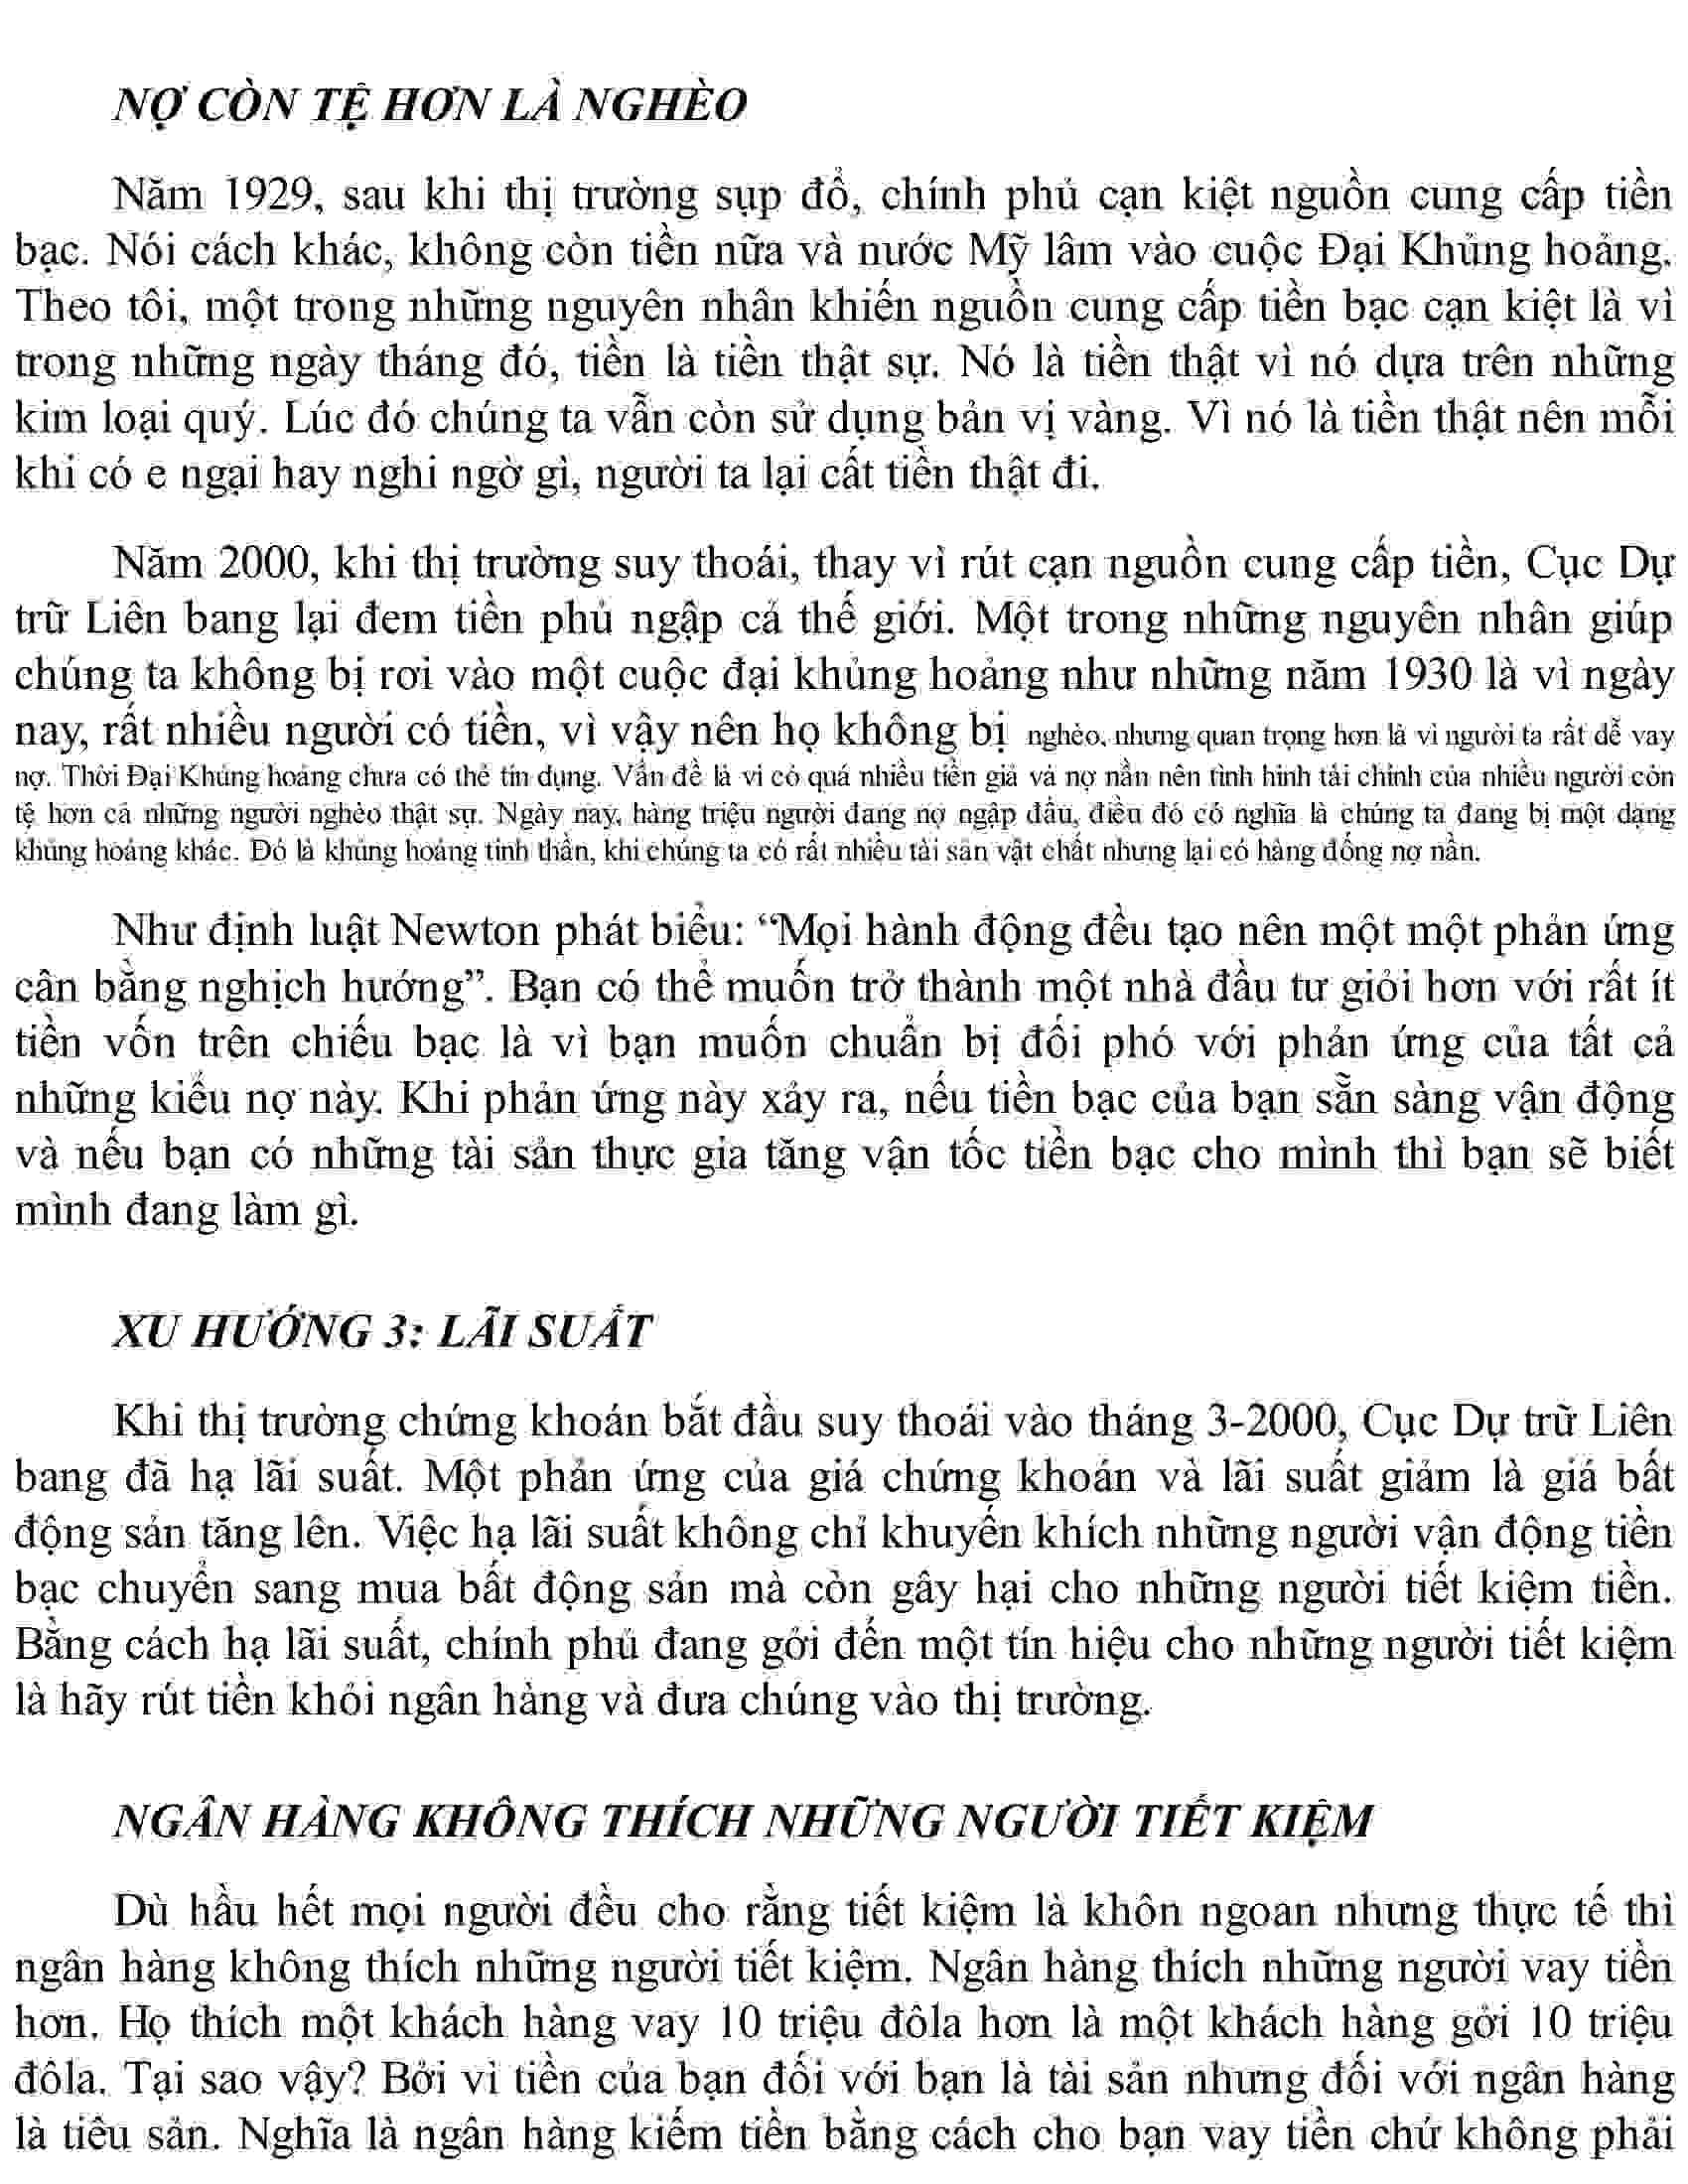 NỢ CÒN TỆ HƠN LÀ NGHÈO
Năm 1929, sau khi thị trường sụp đổ, chính phủ cạn kiệt nguồn cung cấp tiền
bạc. Nói cách khác, không còn tiền nữa và nước Mỹ lâm vào cuộc Đại Khủng hoảng.
Theo tôi, một trong những nguyên nhân khiến nguồn cung cấp tiền bạc cạn kiệt là vì
trong những ngày tháng đó, tiền là tiền thật sự. Nó là tiền thật vì nó dựa trên những
kim loại quý. Lúc đó chúng ta vẫn còn sử dụng bản vị vàng. Vì nó là tiền thật nên mỗi
khi có e ngại hay nghi ngờ gì, người ta lại cất tiền thật đi.
Năm 2000, khi thị trường suy thoái, thay vì rút cạn nguồn cung cấp tiền, Cục Dự
trữ Liên bang lại đem tiền phủ ngập cả thế giới. Một trong những nguyên nhân giúp
chúng ta không bị rơi vào một cuộc đại khủng hoảng như những năm 1930 là vì ngày
nay, rất nhiều người có tiền, vì vậy nên họ không bị nghèo, nhưng quan trọng hơn là vì người ta rất dễ vay
nợ. Thời Đại Khủng hoảng chưa có thẻ tín dụng. Vấn đề là vì có quá nhiều tiền giả và nợ nần nên tình hình tài chính của nhiều người còn
tệ hơn cả những người nghèo thật sự. Ngày nay, hàng triệu người đang nợ ngập đầu, điều đó có nghĩa là chúng ta đang bị một dạng
khủng hoảng khác. Đó là khủng hoảng tinh thần, khi chúng ta có rất nhiều tài sản vật chất nhưng lại có hàng đống nợ nần.
Như định luật Newton phát biểu: “Mọi hành động đều tạo nên một một phản ứng
cân bằng nghịch hướng”. Bạn có thể muốn trở thành một nhà đầu tư giỏi hơn với rất ít
tiền vốn trên chiếu bạc là vì bạn muốn chuẩn bị đối phó với phản ứng của tất cả
những kiểu nợ này. Khi phản ứng này xảy ra, nếu tiền bạc của bạn sẵn sàng vận động
và nếu bạn có những tài sản thực gia tăng vận tốc tiền bạc cho mình thì bạn sẽ biết
mình đang làm gì.
XU HƯỚNG 3: LÃI SUẤT
Khi thị trường chứng khoán bắt đầu suy thoái vào tháng 3-2000, Cục Dự trữ Liên
bang đã hạ lãi suất. Một phản ứng của giá chứng khoán và lãi suất giảm là giá bất
động sản tăng lên. Việc hạ lãi suất không chỉ khuyến khích những người vận động tiền
bạc chuyển sang mua bất động sản mà còn gây hại cho những người tiết kiệm tiền.
Bằng cách hạ lãi suất, chính phủ đang gởi đến một tín hiệu cho những người tiết kiệm
là hãy rút tiền khỏi ngân hàng và đưa chúng vào thị trường.
NGÂN HÀNG KHÔNG THÍCH NHỮNG NGƯỜI TIẾT KIỆM
Dù hầu hết mọi người đều cho rằng tiết kiệm là khôn ngoan nhưng thực tế thì
ngân hàng không thích những người tiết kiệm. Ngân hàng thích những người vay tiền
hơn. Họ thích một khách hàng vay 10 triệu đôla hơn là một khách hàng gởi 10 triệu
đôla. Tại sao vậy? Bởi vì tiền của bạn đối với bạn là tài sản nhưng đối với ngân hàng
là tiêu sản. Nghĩa là ngân hàng kiếm tiền bằng cách cho bạn vay tiền chứ không phải